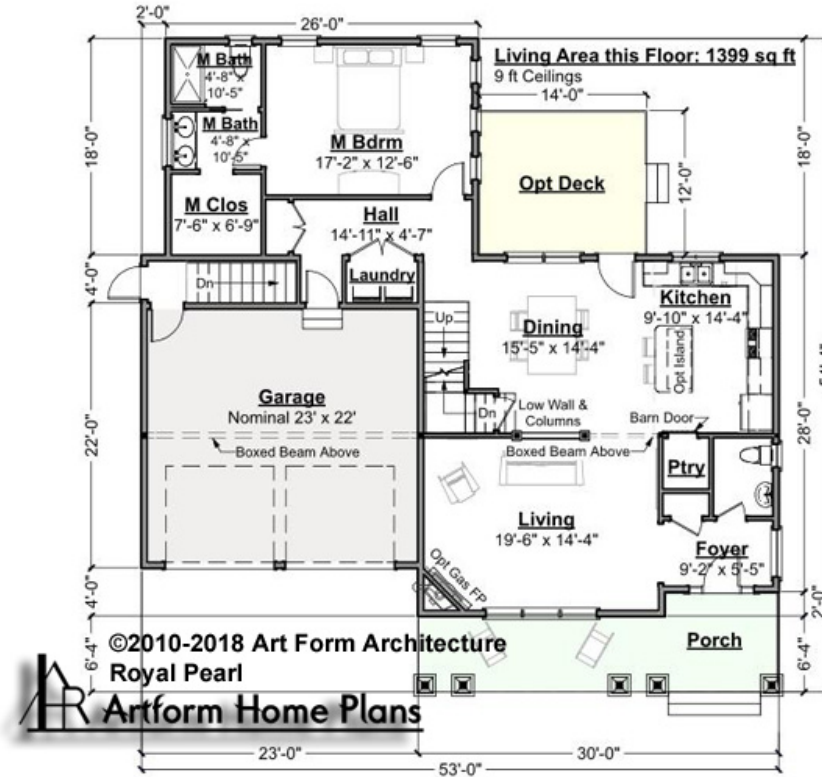 2'-0"
26'-0"
Living Area this Floor: 1399 sq ft
9 ft Ceilings
14'-0"
M Bath
4'-8" x
10'-5"
M Bath
4'-8" x
10'-5"
M Bdrm
17'-2" x 12'-6"
18'-0"
18'-0"
12'-0"
Opt Deck
M Clos
7'-6" x 6'-9"
Hall
14'-11" x 4'-7"
Laundry
4'-0"
Dn
Kitchen
9'-10" x 14'-4"
Up
Dining
15'-5" x 14'-4"
Opt Island
Garage
Nominal 23' x 22'
Dn
Low Wall &
Columns
Barn Door
22'-0"
28'-0"
Boxed Beam Above
Boxed Beam Above
Ptry
Living
19'-6" x 14'-4"
Foyer
9'-2" x 5'-5"
Opt Gas FP
4'-0"
2'-0"
6'-4"
6'-4"
Porch
©2010-2018 Art Form Architecture
Royal Pearl
Artform Home Plans
23'-0"
30'-0"
53'-0"